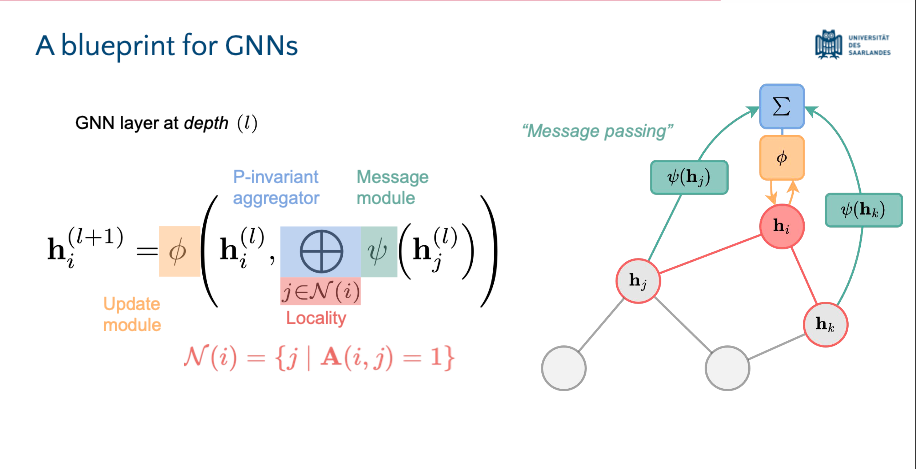 A blueprint for GNNs
UNIVERSITÄT
DES
SAARLANDES
GNN layer at depth (l)
"Message passing"
P-invariant
aggregator
Message
module
h_i^{(l+1)} = ϕ ( h_i^{(l)}, ⨁_{j∈𝒩(i)} ψ ( h_j^{(l)} ) )
Update
module
Locality
𝒩(i) = {j | A(i, j) = 1}
Σ
ϕ
ψ(h_j)
ψ(h_k)
h_i
h_j
h_k